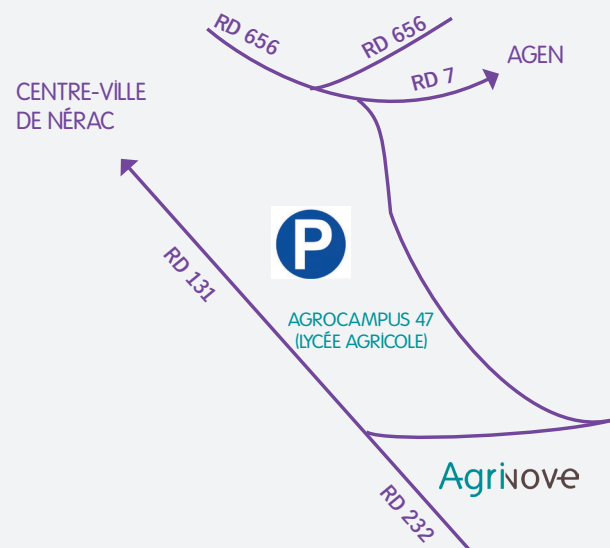 RD 656
RD 656
RD 7
AGEN
CENTRE-VILLE
DE NÉRAC
P
RD 131
AGROCAMPUS 47
(LYCÉE AGRICOLE)
Agrinove
RD 232